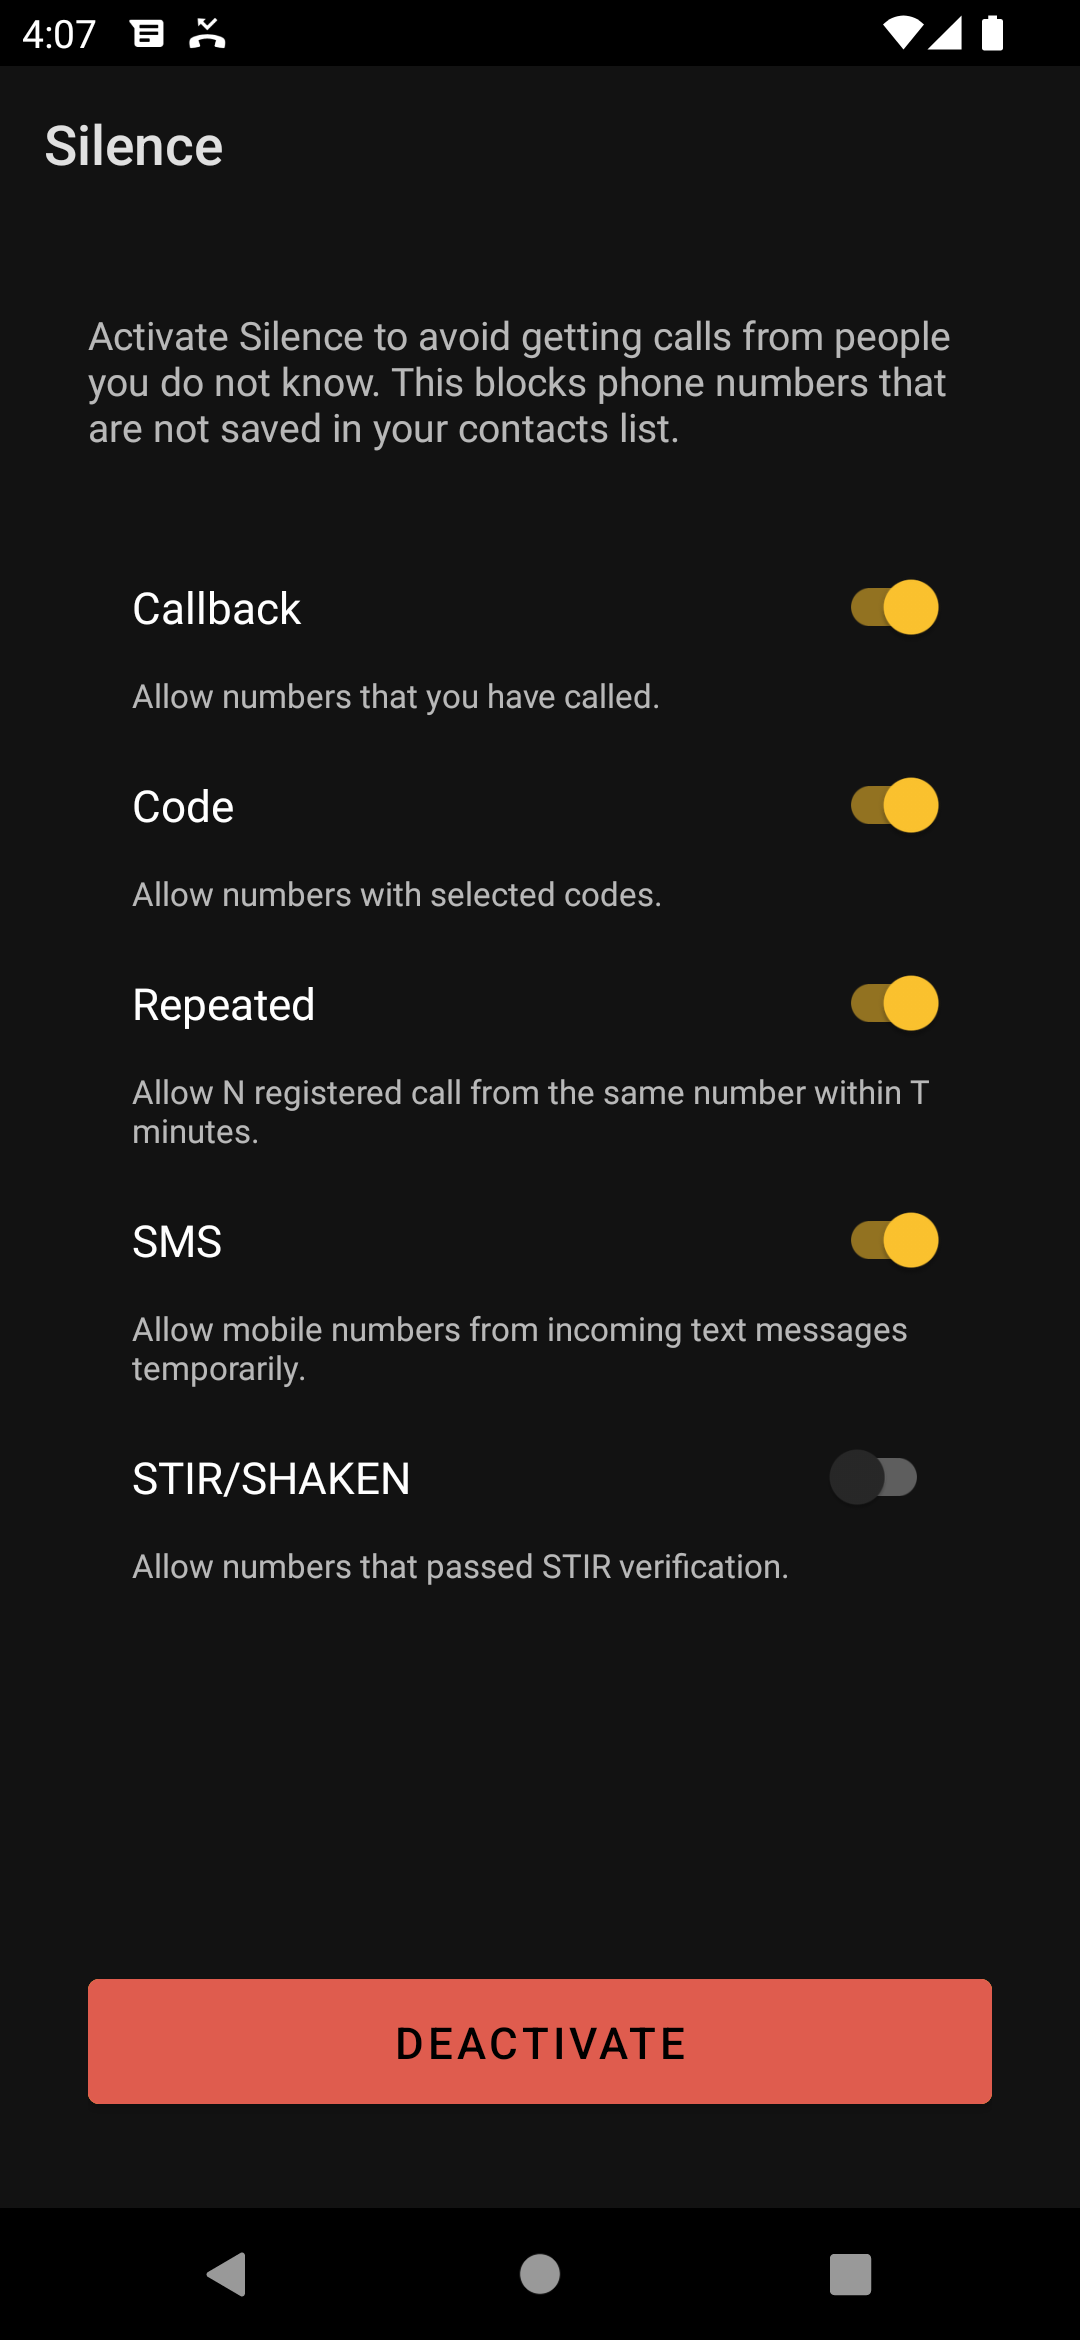 4:07
Silence
Activate Silence to avoid getting calls from people
you do not know. This blocks phone numbers that
are not saved in your contacts list.
Callback
Allow numbers that you have called.
Code
Allow numbers with selected codes.
Repeated
Allow N registered call from the same number within T
minutes.
SMS
Allow mobile numbers from incoming text messages
temporarily.
STIR/SHAKEN
Allow numbers that passed STIR verification.
DEACTIVATE